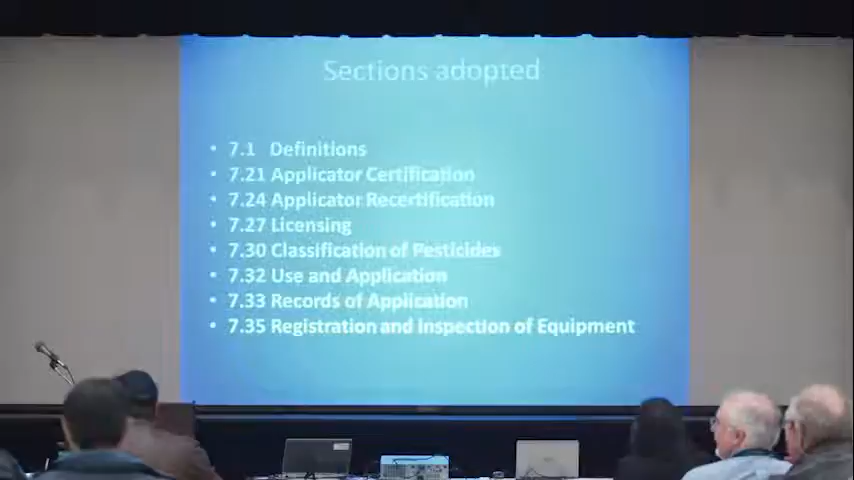 Sections adopted
• 7.1 Definitions
• 7.21 Applicator Certification
• 7.24 Applicator Recertification
• 7.27 Licensing
• 7.30 Classification of Pesticides
• 7.32 Use and Application
• 7.33 Records of Application
• 7.35 Registration and Inspection of Equipment